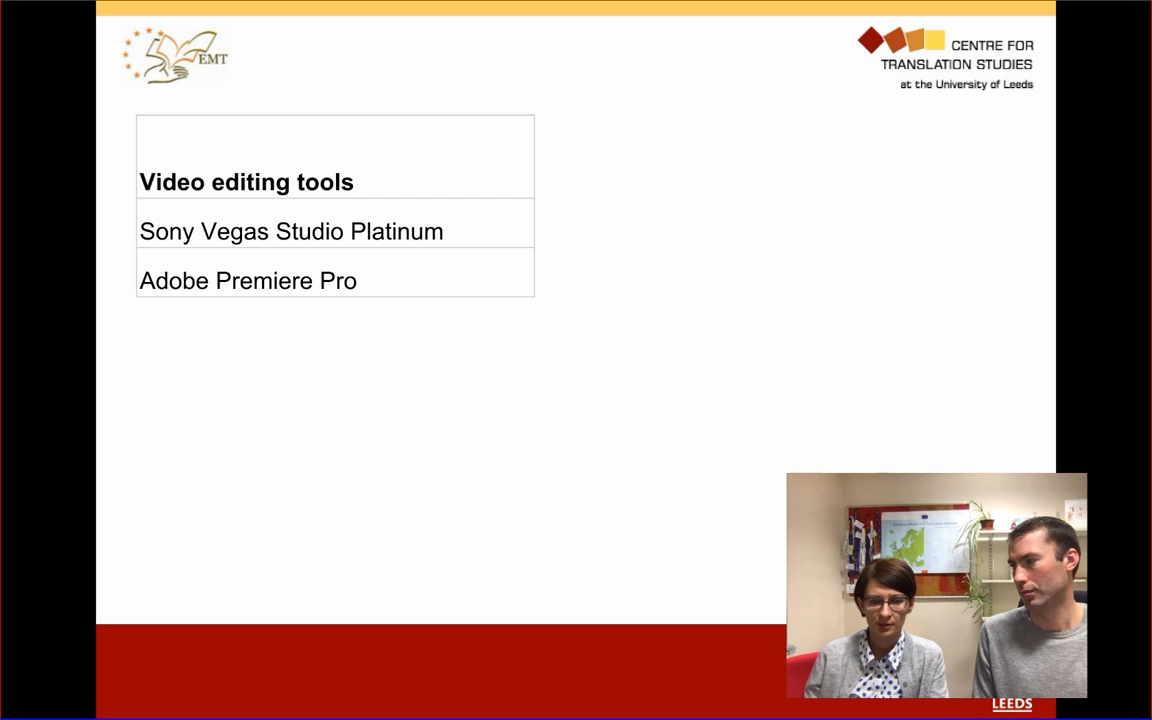 EMT
CENTRE FOR
TRANSLATION STUDIES
at the University of Leeds
Video editing tools
Sony Vegas Studio Platinum
Adobe Premiere Pro
LEEDS